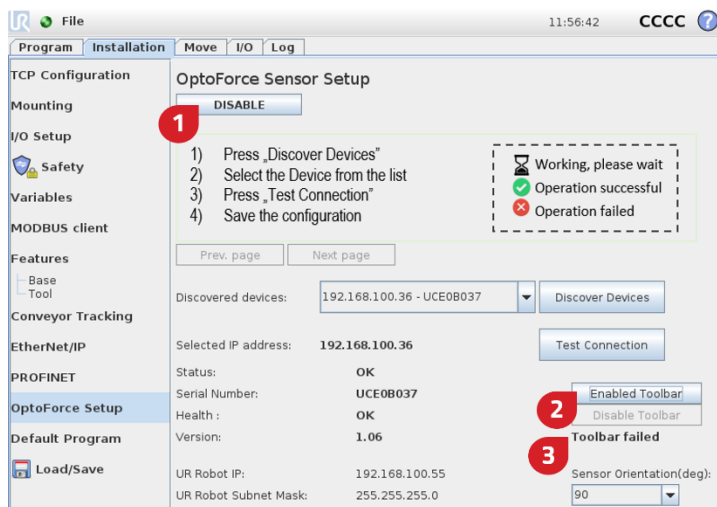 UR File 11:56:42 CCCC ?
Program Installation Move I/O Log
TCP Configuration
Mounting
I/O Setup
Safety
Variables
MODBUS client
Features
Base
Tool
Conveyor Tracking
EtherNet/IP
PROFINET
OptoForce Setup
Default Program
Load/Save
OptoForce Sensor Setup
DISABLE
1
1) Press „Discover Devices"
2) Select the Device from the list
3) Press „Test Connection"
4) Save the configuration
Working, please wait
Operation successful
Operation failed
Prev. page Next page
Discovered devices: 192.168.100.36 - UCE0B037 Discover Devices
Selected IP address: 192.168.100.36 Test Connection
Status: OK
Serial Number: UCE0B037
Health : OK
Version: 1.06
UR Robot IP: 192.168.100.55
UR Robot Subnet Mask: 255.255.255.0
Enabled Toolbar
2
Disable Toolbar
Toolbar failed
3
Sensor Orientation(deg):
90